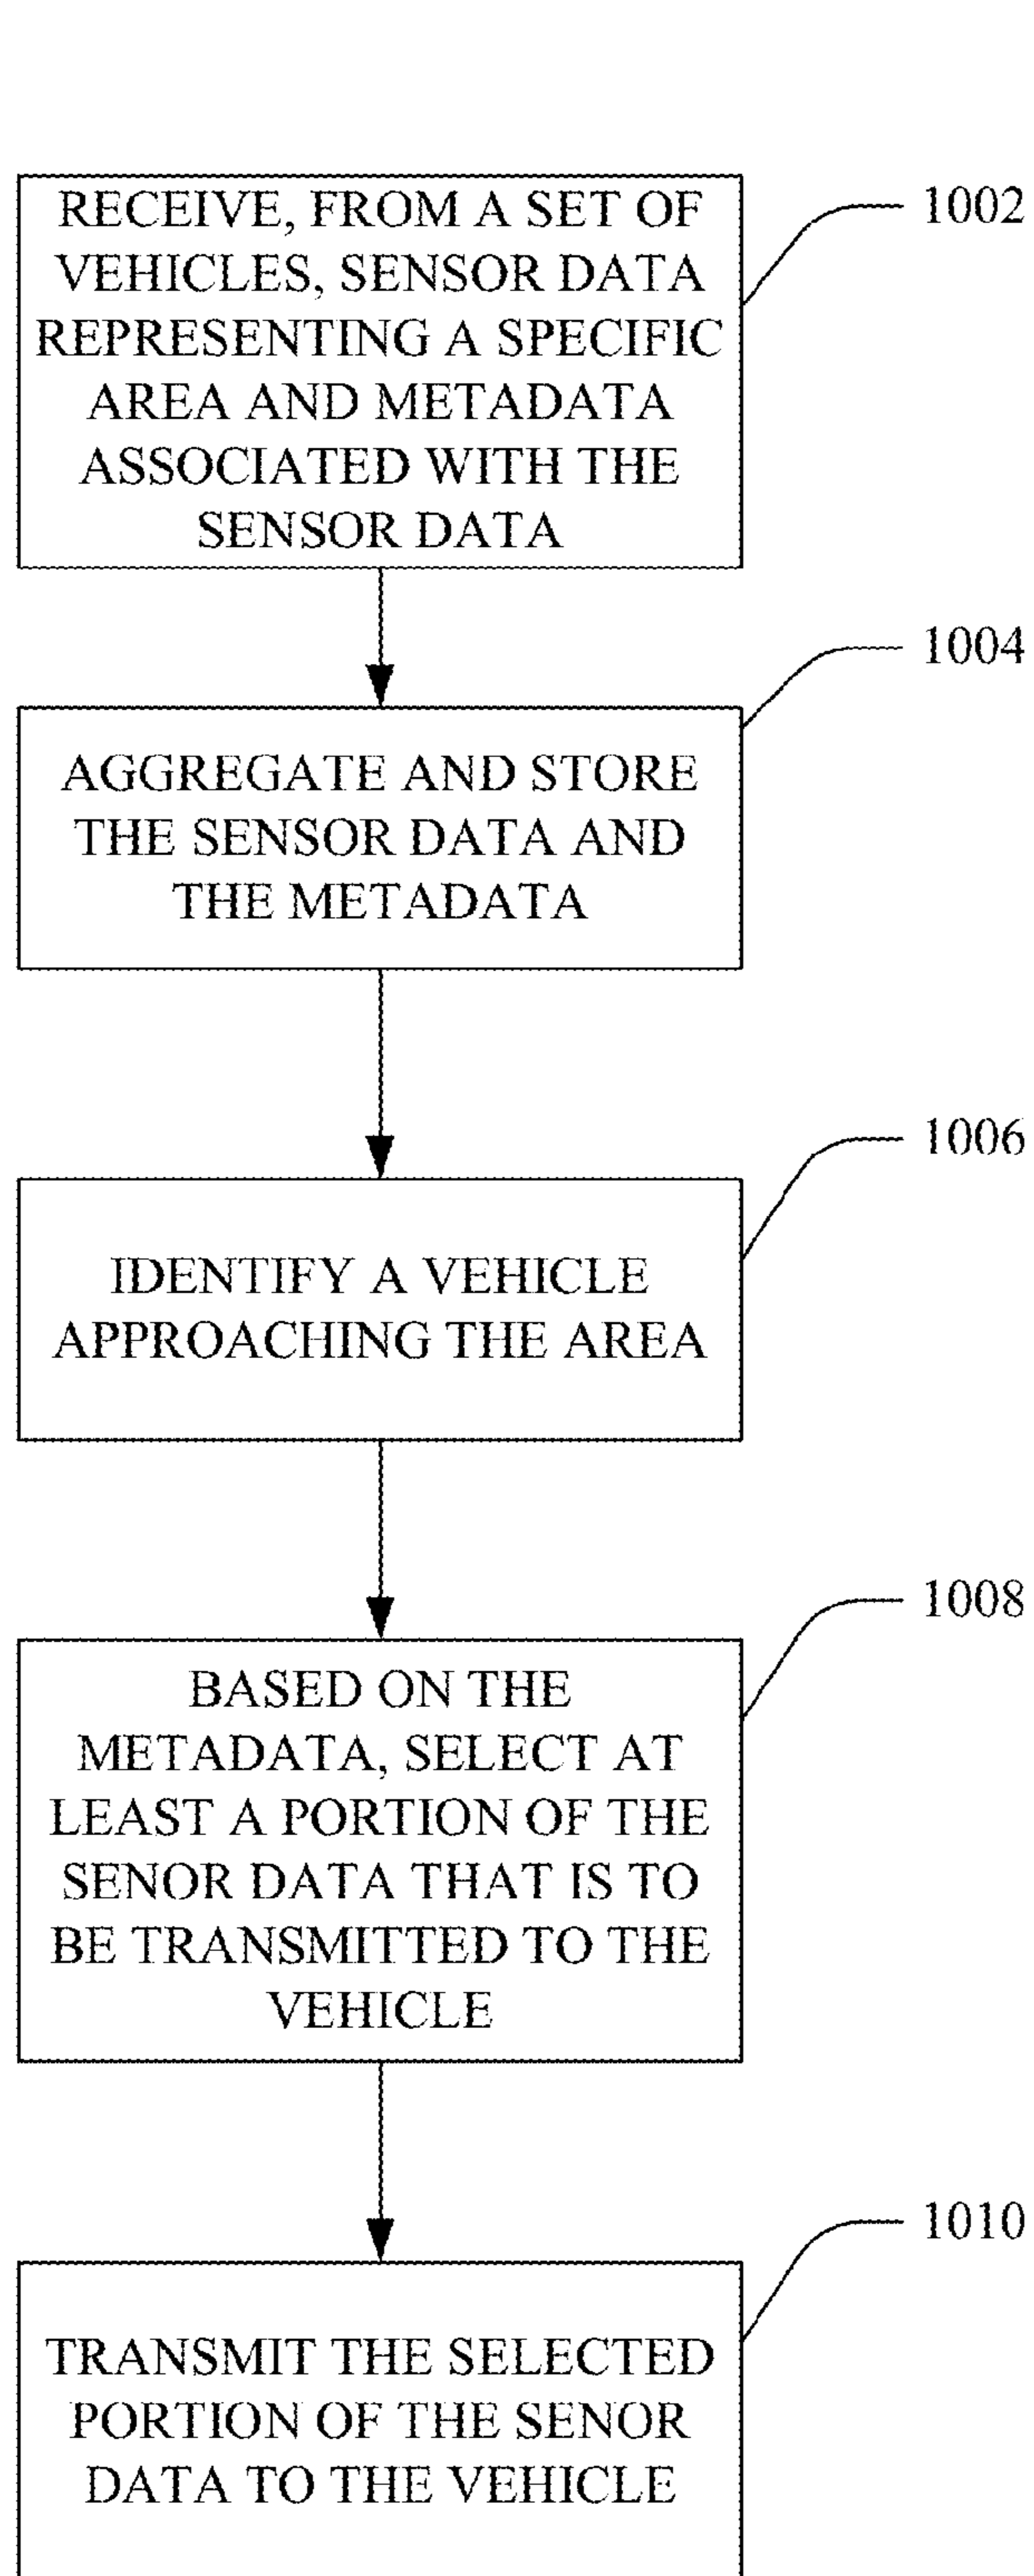 RECEIVE, FROM A SET OF
VEHICLES, SENSOR DATA
REPRESENTING A SPECIFIC
AREA AND METADATA
ASSOCIATED WITH THE
SENSOR DATA
1002
AGGREGATE AND STORE
THE SENSOR DATA AND
THE METADATA
1004
IDENTIFY A VEHICLE
APPROACHING THE AREA
1006
BASED ON THE
METADATA, SELECT AT
LEAST A PORTION OF THE
SENOR DATA THAT IS TO
BE TRANSMITTED TO THE
VEHICLE
1008
TRANSMIT THE SELECTED
PORTION OF THE SENOR
DATA TO THE VEHICLE
1010